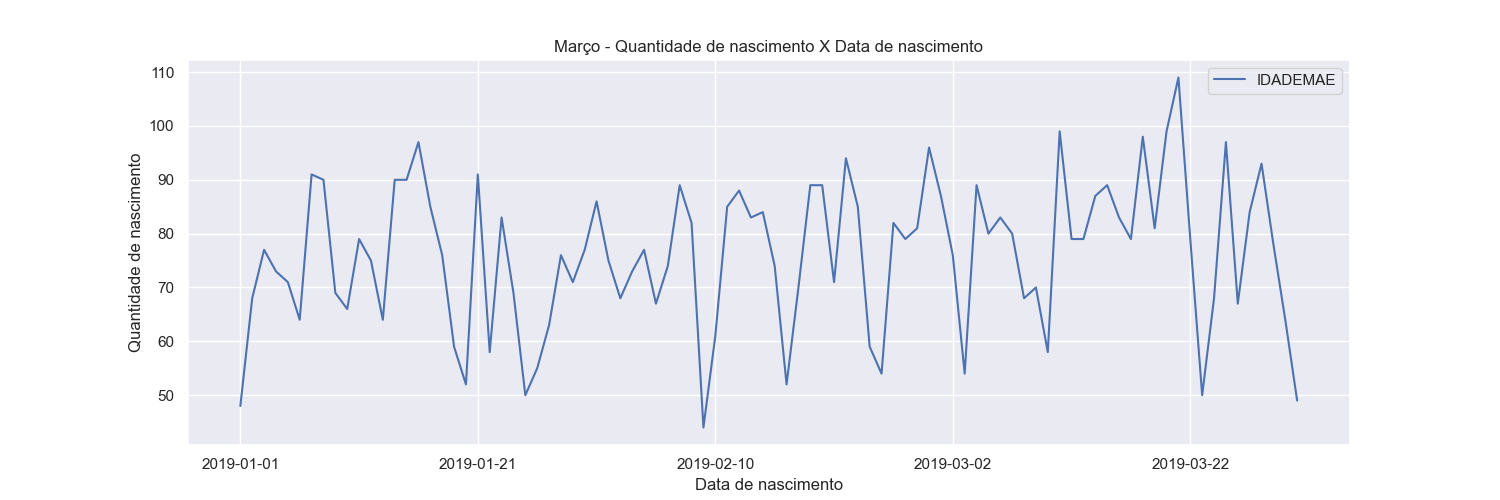 Março - Quantidade de nascimento X Data de nascimento
IDADEMAE
Quantidade de nascimento
110
100
90
80
70
60
50
2019-01-01 2019-01-21 2019-02-10 2019-03-02 2019-03-22
Data de nascimento